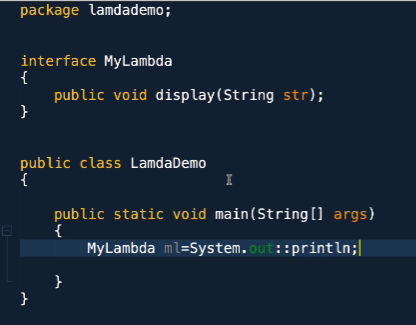 package lamdademo;
interface MyLambda
{
public void display(String str);
}
public class LamdaDemo
{
public static void main(String[] args)
{
MyLambda ml=System.out::println;
}
}